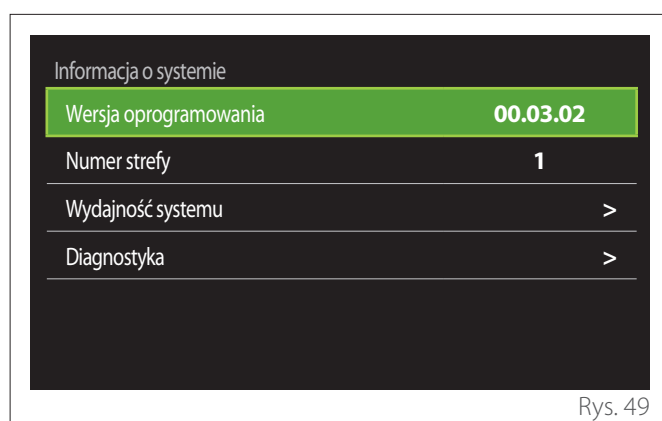 Informacja o systemie
Wersja oprogramowania 00.03.02
Numer strefy 1
Wydajność systemu >
Diagnostyka >
Rys. 49